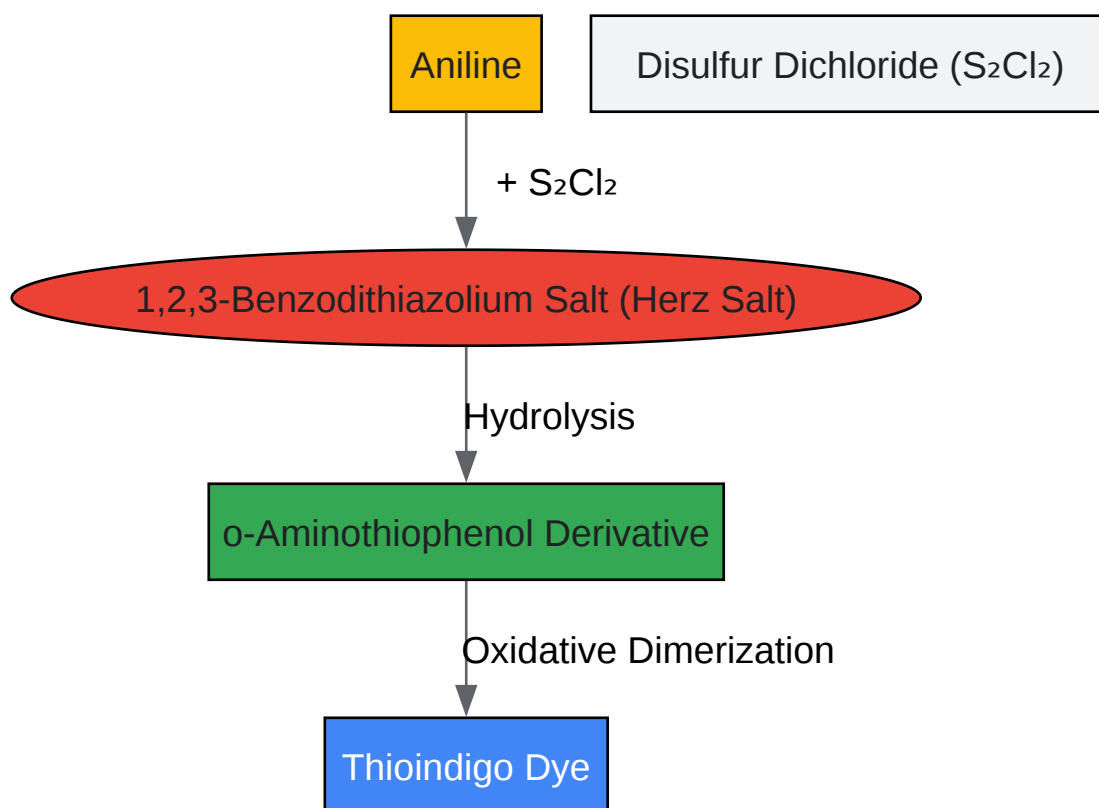 Aniline
Disulfur Dichloride (S₂Cl₂)
+ S₂Cl₂
1,2,3-Benzodithiazolium Salt (Herz Salt)
Hydrolysis
o-Aminothiophenol Derivative
Oxidative Dimerization
Thioindigo Dye